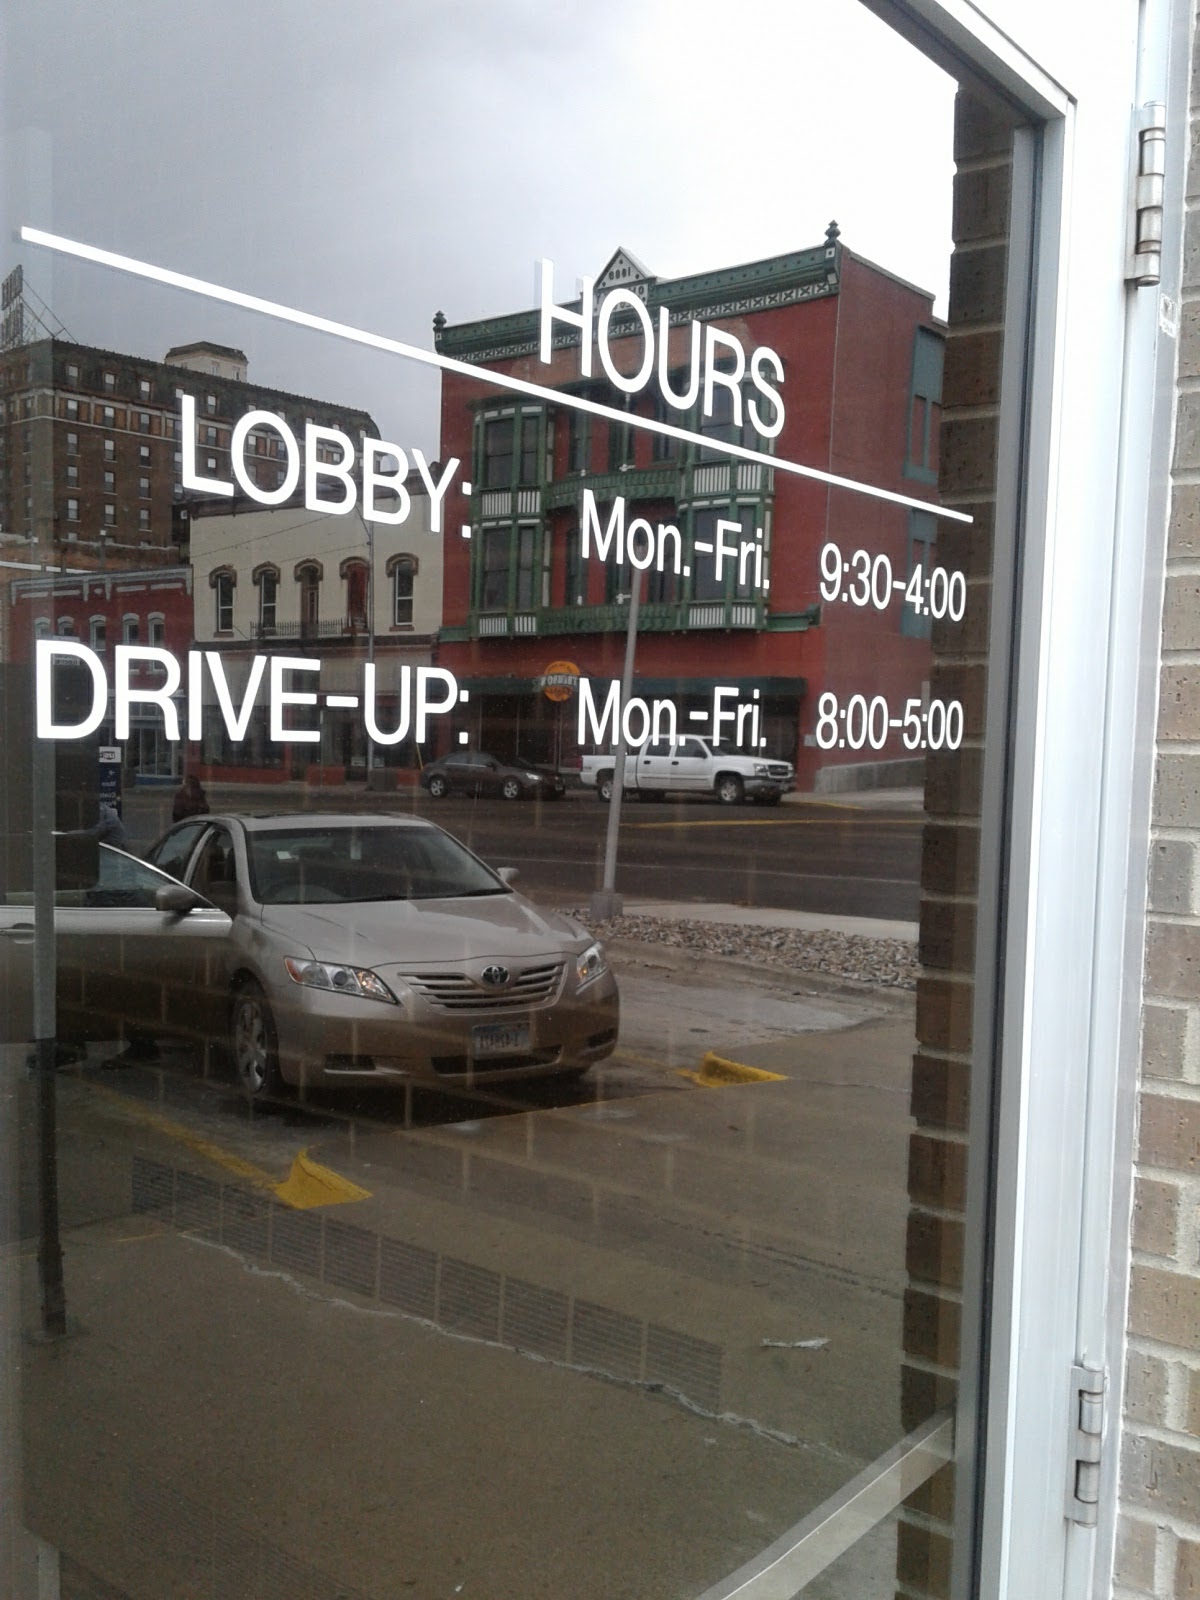 HOURS
LOBBY: Mon.-Fri. 9:30-4:00
DRIVE-UP: Mon.-Fri. 8:00-5:00